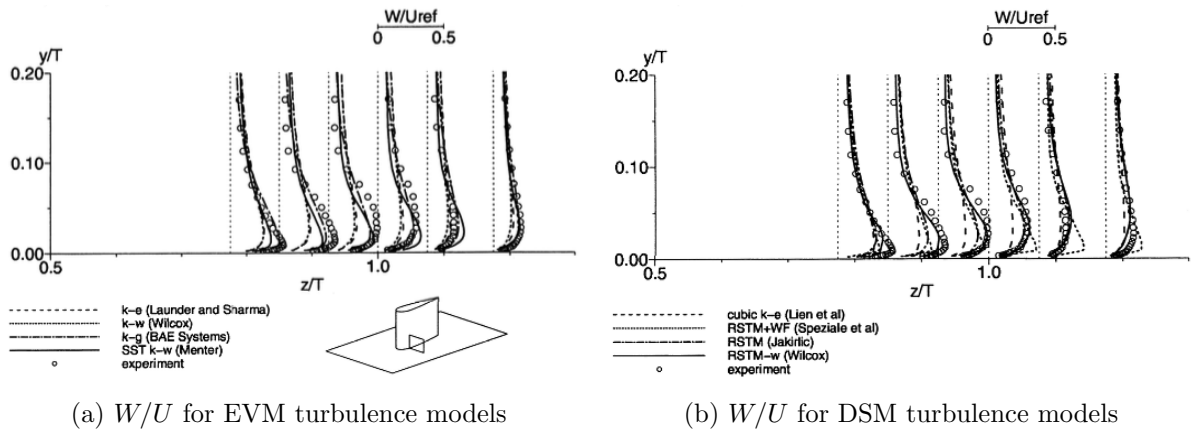 W/Uref
0 0.5
y/T
0.20
0.10
0.00
0.5 1.0
z/T
k-e (Launder and Sharma)
k-w (Wilcox)
k-g (BAE Systems)
SST k-w (Menter)
experiment
(a) W/U for EVM turbulence models
W/Uref
0 0.5
y/T
0.20
0.10
0.00
0.5 1.0
z/T
cubic k-e (Lien et al)
RSTM+WF (Speziale et al)
RSTM (Jakirlic)
RSTM-w (Wilcox)
experiment
(b) W/U for DSM turbulence models